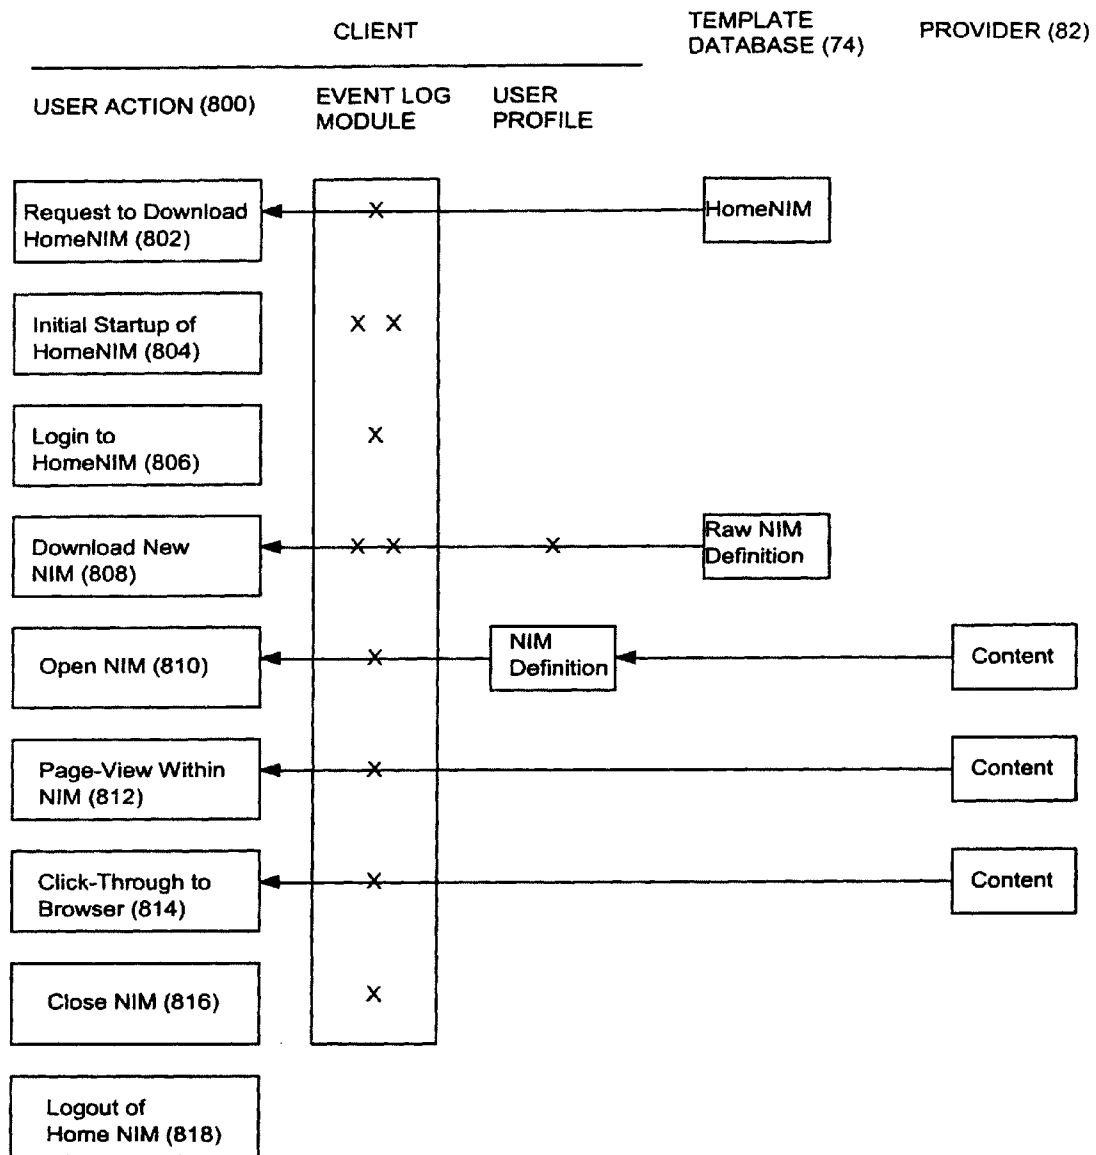 CLIENT
TEMPLATE
DATABASE (74)
PROVIDER (82)
USER ACTION (800)
EVENT LOG
MODULE
USER
PROFILE
Request to Download
HomeNIM (802)
X
HomeNIM
Initial Startup of
HomeNIM (804)
X X
Login to
HomeNIM (806)
X
Download New
NIM (808)
X X
X
Raw NIM
Definition
Open NIM (810)
X
NIM
Definition
Content
Page-View Within
NIM (812)
X
Content
Click-Through to
Browser (814)
X
Content
Close NIM (816)
X
Logout of
Home NIM (818)